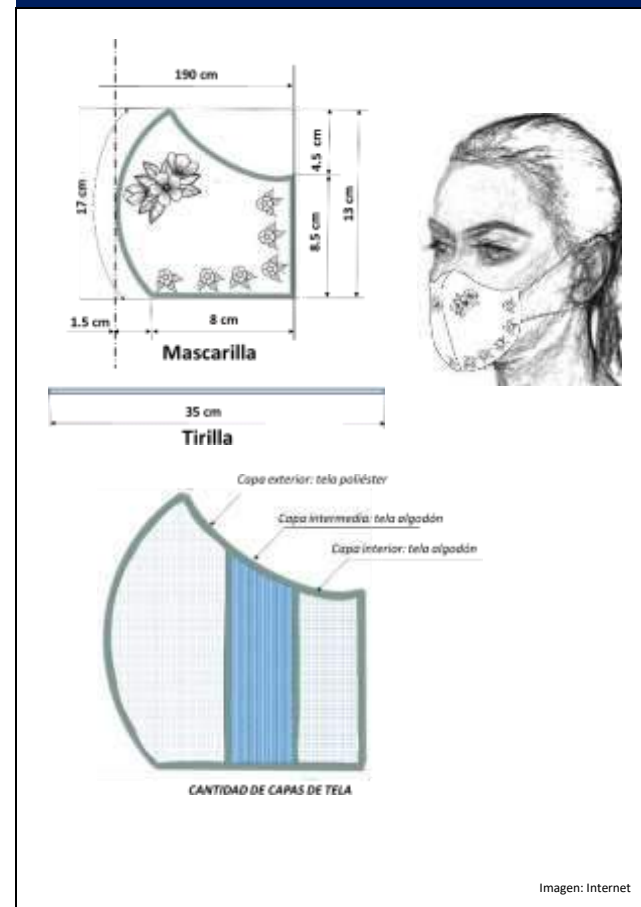 190 cm
4.5 cm
17 cm
8.5 cm
13 cm
1.5 cm
8 cm
Mascarilla
35 cm
Tirilla
Capa exterior: tela poliéster
Capa intermedia: tela algodón
Capa interior: tela algodón
CANTIDAD DE CAPAS DE TELA
Imagen: Internet